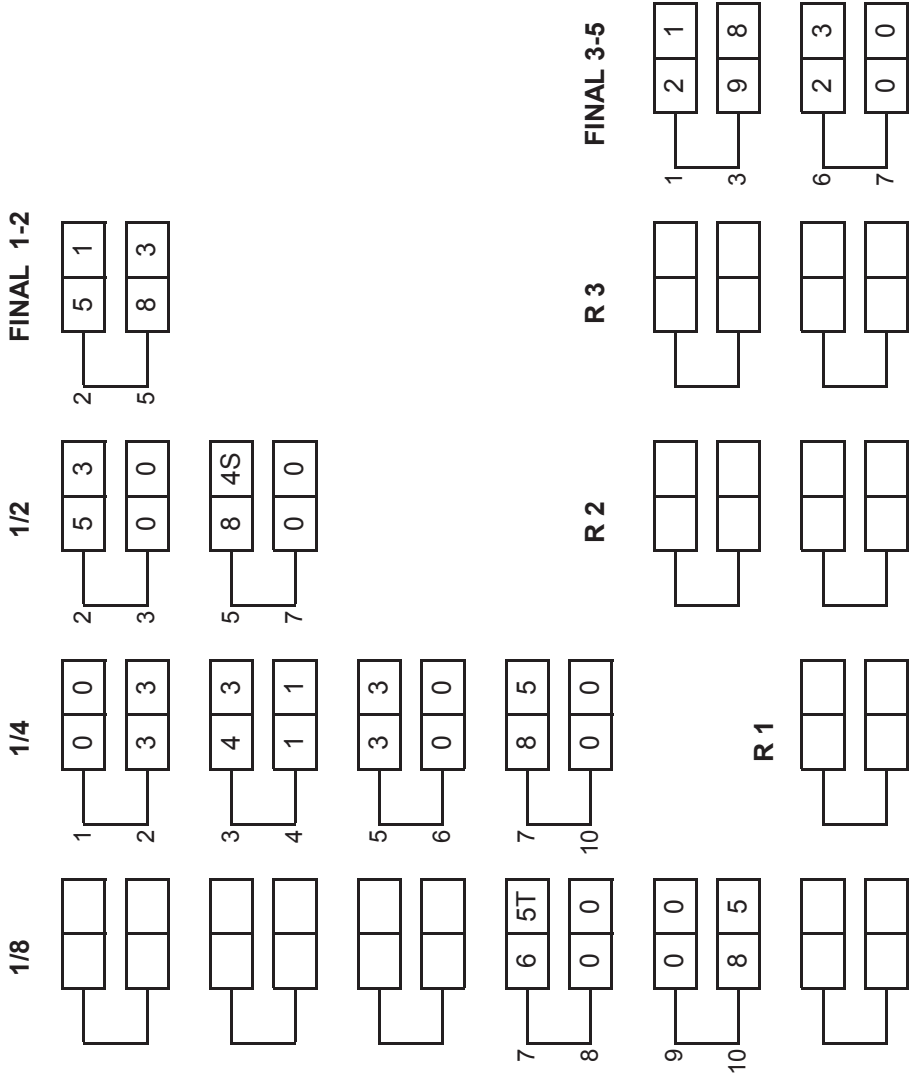 1/8 1/4 1/2 FINAL 1-2
1 0 0 2 5 3 2 5 1
2 3 3 3 0 0 5 8 3
3 4 3 5 8 4S
4 1 1 7 0 0
5 3 3
6 0 0
7 6 5T 7 8 5
8 0 0 10 0 0
R 2 R 3 FINAL 3-5
9 0 0 1 2 1
10 8 5 3 9 8
R 1
6 2 3
7 0 0